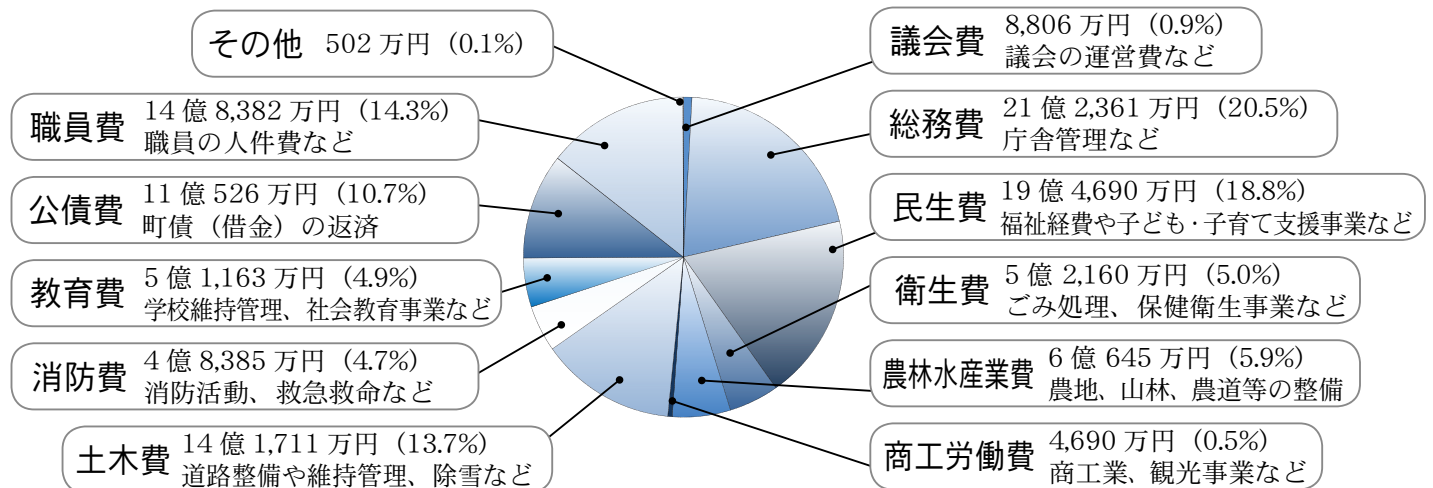 その他 502 万円 (0.1%)
議会費 8,806 万円 (0.9%)
議会の運営費など
総務費 21 億 2,361 万円 (20.5%)
庁舎管理など
民生費 19 億 4,690 万円 (18.8%)
福祉経費や子ども・子育て支援事業など
衛生費 5 億 2,160 万円 (5.0%)
ごみ処理、保健衛生事業など
農林水産業費 6 億 645 万円 (5.9%)
農地、山林、農道等の整備
商工労働費 4,690 万円 (0.5%)
商工業、観光事業など
土木費 14 億 1,711 万円 (13.7%)
道路整備や維持管理、除雪など
消防費 4 億 8,385 万円 (4.7%)
消防活動、救急救命など
教育費 5 億 1,163 万円 (4.9%)
学校維持管理、社会教育事業など
公債費 11 億 526 万円 (10.7%)
町債（借金）の返済
職員費 14 億 8,382 万円 (14.3%)
職員の人件費など